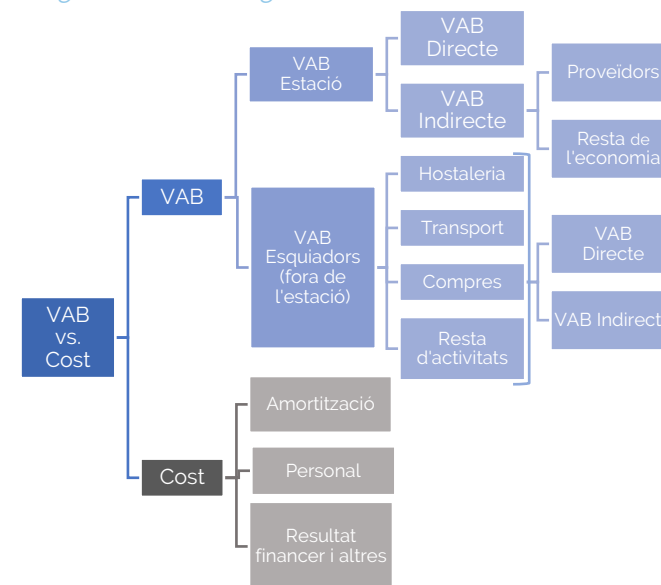 VAB
Directe
VAB
Estació
Proveïdors
VAB
Indirecte
Resta de
l'economia
Hostaleria
VAB
Transport
VAB
Esquiadors
(fora de
l'estació)
VAB
Directe
Compres
VAB Indirect
Resta
d'activitats
VAB
vs.
Cost
Amortització
Cost
Personal
Resultat
financer i altres